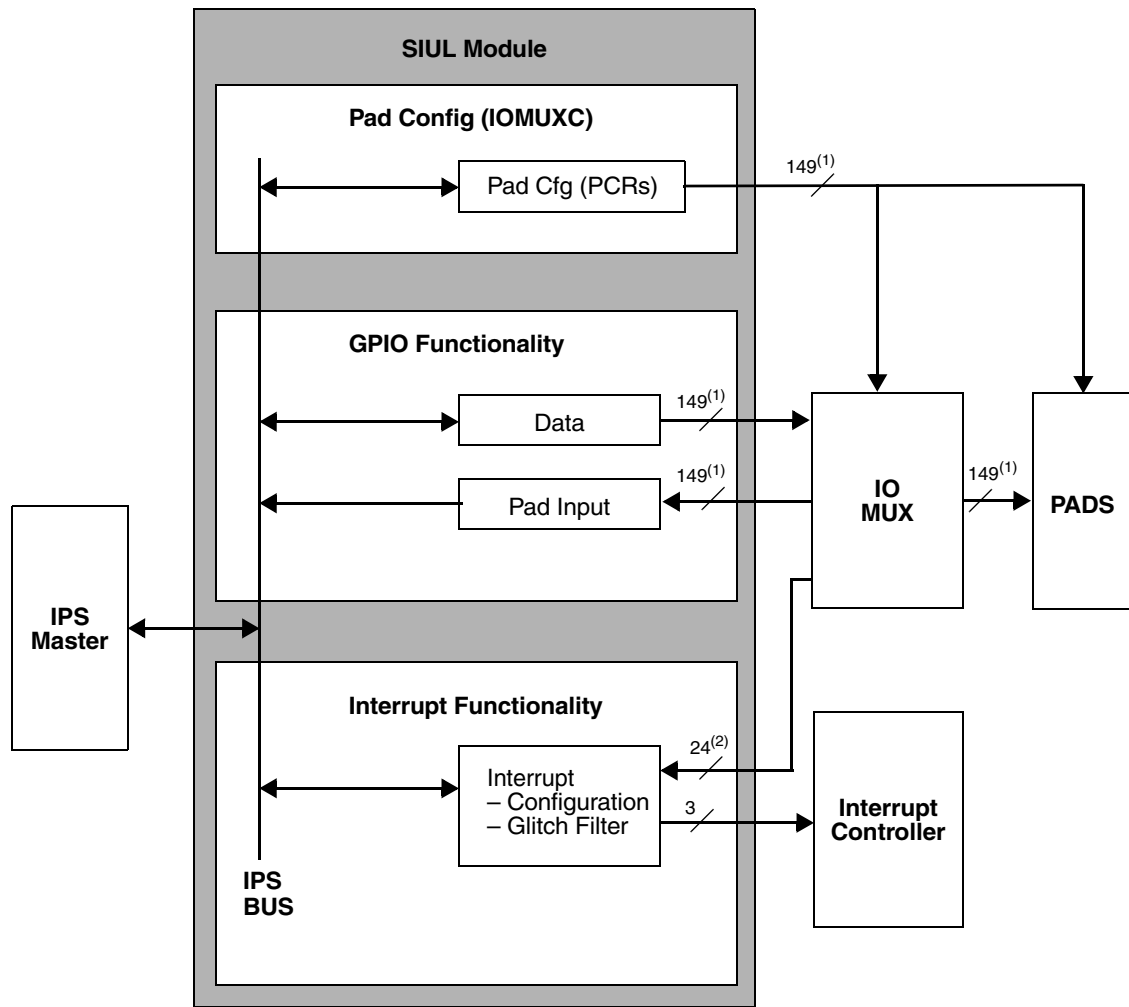 SIUL Module
Pad Config (IOMUXC)
Pad Cfg (PCRs)
149(1)
GPIO Functionality
Data
149(1)
Pad Input
149(1)
IO
MUX
149(1)
PADS
IPS
Master
Interrupt Functionality
Interrupt
– Configuration
– Glitch Filter
24(2)
3
Interrupt
Controller
IPS
BUS